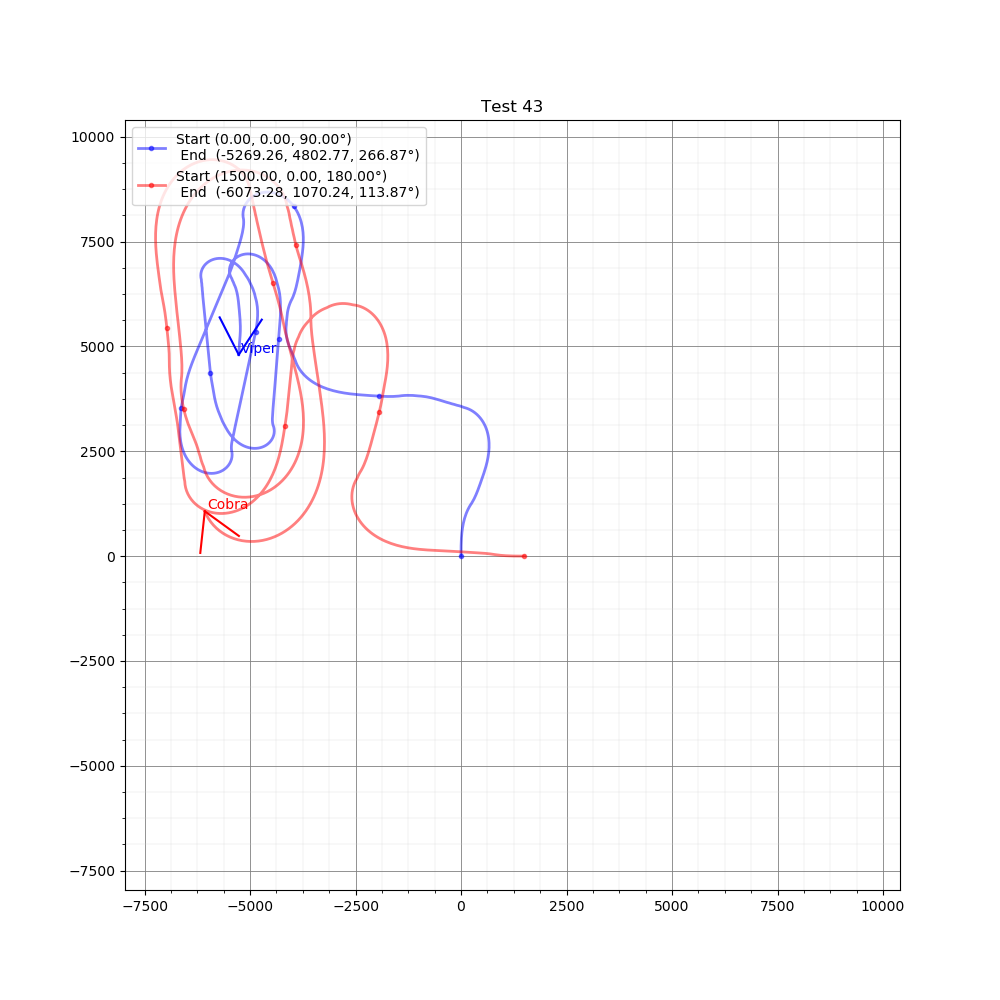 Test 43
Start (0.00, 0.00, 90.00°)
End (-5269.26, 4802.77, 266.87°)
Start (1500.00, 0.00, 180.00°)
End (-6073.28, 1070.24, 113.87°)
10000
7500
5000
2500
0
−2500
−5000
−7500
Viper
Cobra
−7500 −5000 −2500 0 2500 5000 7500 10000